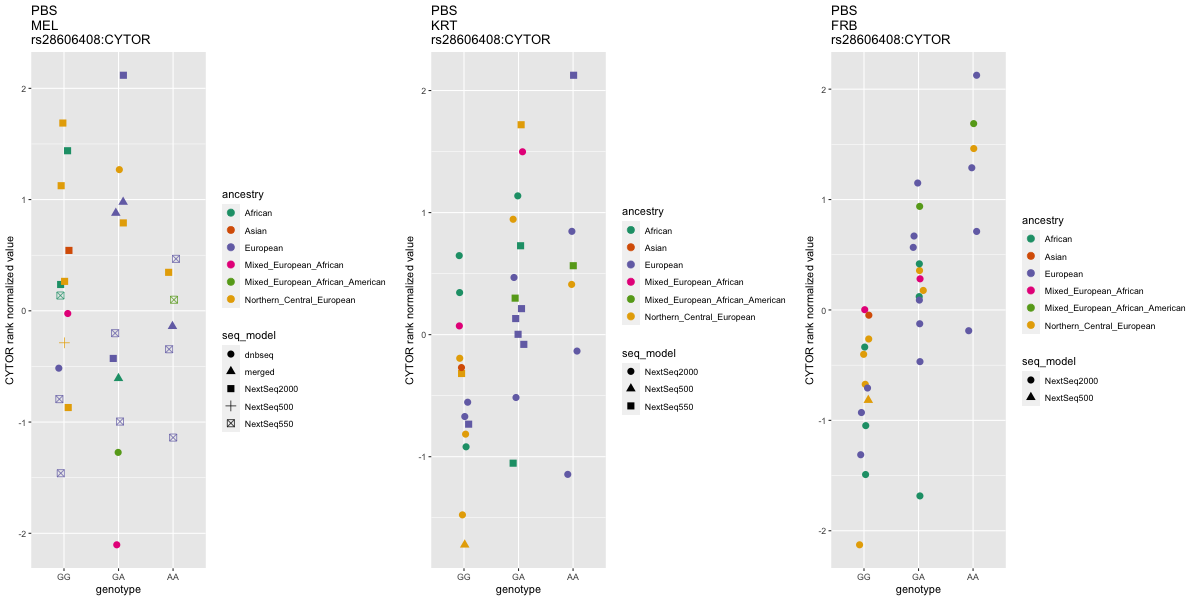 PBS
MEL
rs28606408:CYTOR
CYTOR rank normalized value
2
1
0
-1
-2
GG
GA
AA
genotype
ancestry
African
Asian
European
Mixed_European_African
Mixed_European_African_American
Northern_Central_European
seq_model
dnbseq
merged
NextSeq2000
NextSeq500
NextSeq550
PBS
KRT
rs28606408:CYTOR
CYTOR rank normalized value
2
1
0
-1
GG
GA
AA
genotype
ancestry
African
Asian
European
Mixed_European_African
Mixed_European_African_American
Northern_Central_European
seq_model
NextSeq2000
NextSeq500
NextSeq550
PBS
FRB
rs28606408:CYTOR
CYTOR rank normalized value
2
1
0
-1
-2
GG
GA
AA
genotype
ancestry
African
Asian
European
Mixed_European_African
Mixed_European_African_American
Northern_Central_European
seq_model
NextSeq2000
NextSeq500